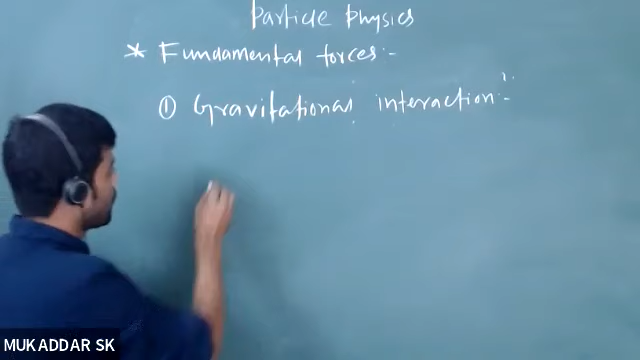 Particle Physics
* Fundamental forces:-
① Gravitational interaction:-
MUKADDAR SK